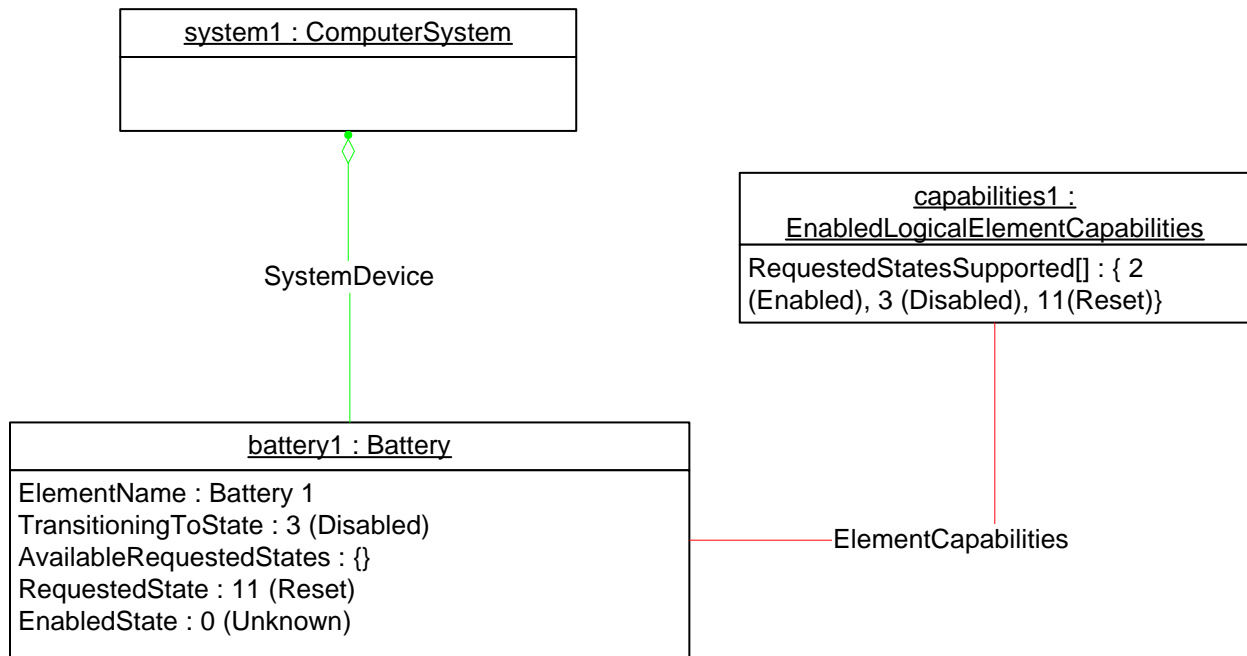 system1 : ComputerSystem
capabilities1 :
EnabledLogicalElementCapabilities
RequestedStatesSupported[] : { 2
(Enabled), 3 (Disabled), 11(Reset)}
SystemDevice
battery1 : Battery
ElementName : Battery 1
TransitioningToState : 3 (Disabled)
AvailableRequestedStates : {}
RequestedState : 11 (Reset)
EnabledState : 0 (Unknown)
ElementCapabilities